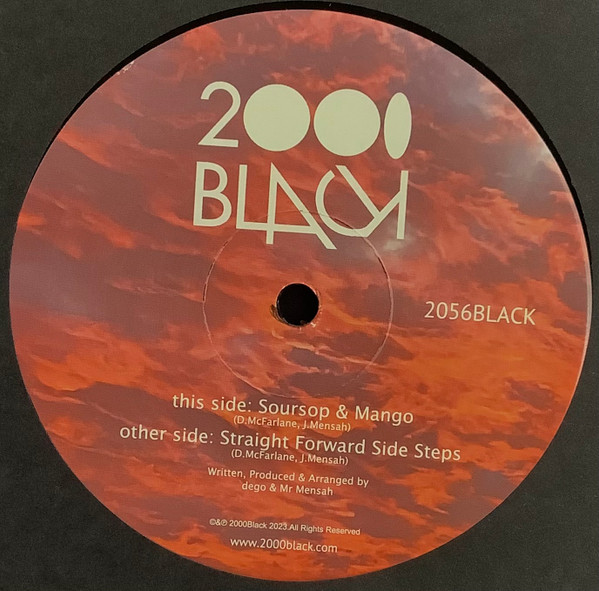 2000
BLACK
2056BLACK
this side: Soursop & Mango
(D.McFarlane, J.Mensah)
other side: Straight Forward Side Steps
(D.McFarlane, J.Mensah)
Written, Produced & Arranged by
dego & Mr Mensah
©&℗ 2000Black 2023.All Rights Reserved
www.2000black.com